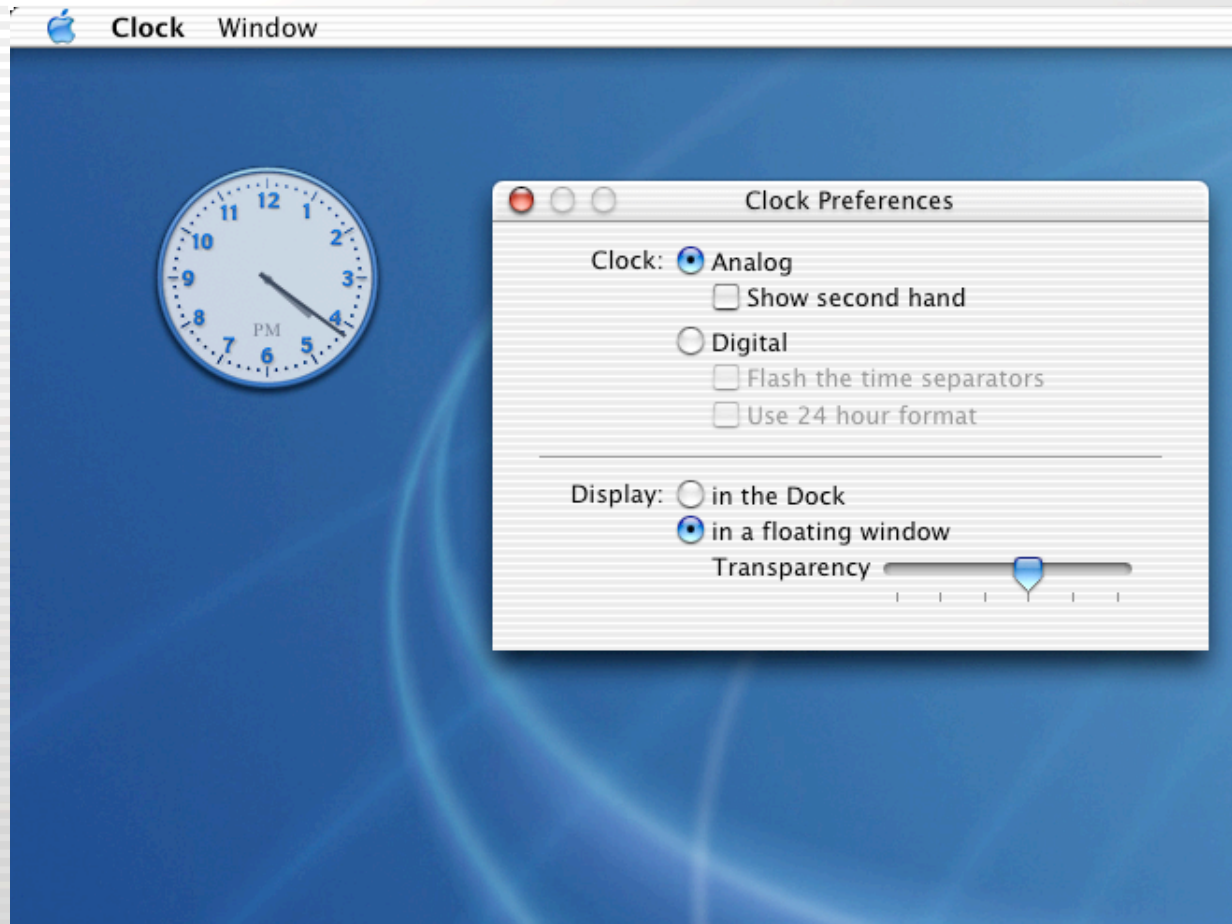 Clock Window
12
11 1
10 2
9 3
8 4
PM
7 5
6
Clock Preferences
Clock: Analog
Show second hand
Digital
Flash the time separators
Use 24 hour format
Display: in the Dock
in a floating window
Transparency